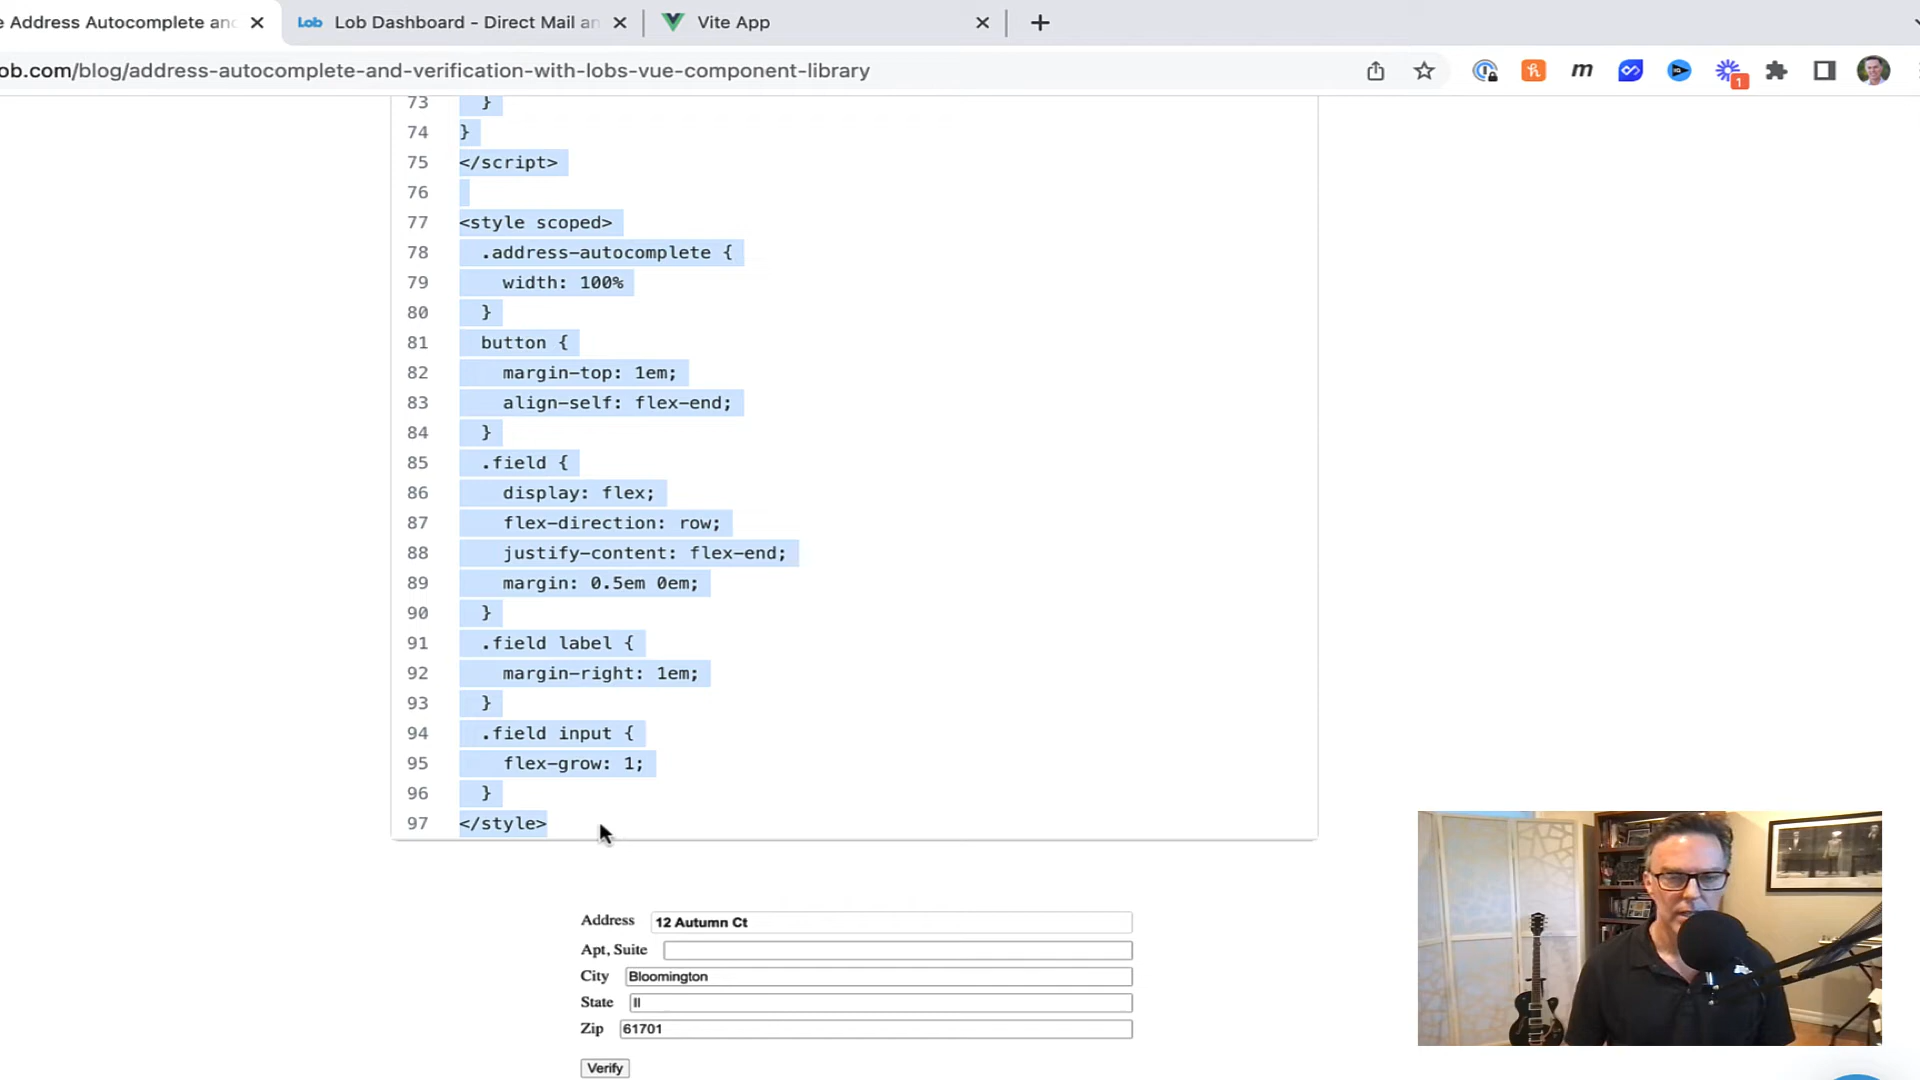 e Address Autocomplete and
Lob Lob Dashboard - Direct Mail an
Vite App
ob.com/blog/address-autocomplete-and-verification-with-lobs-vue-component-library
m
1
73 }
74 }
75 </script>
76
77 <style scoped>
78 .address-autocomplete {
79 width: 100%
80 }
81 button {
82 margin-top: 1em;
83 align-self: flex-end;
84 }
85 .field {
86 display: flex;
87 flex-direction: row;
88 justify-content: flex-end;
89 margin: 0.5em 0em;
90 }
91 .field label {
92 margin-right: 1em;
93 }
94 .field input {
95 flex-grow: 1;
96 }
97 </style>
Address 12 Autumn Ct
Apt, Suite
City Bloomington
State Il
Zip 61701
Verify